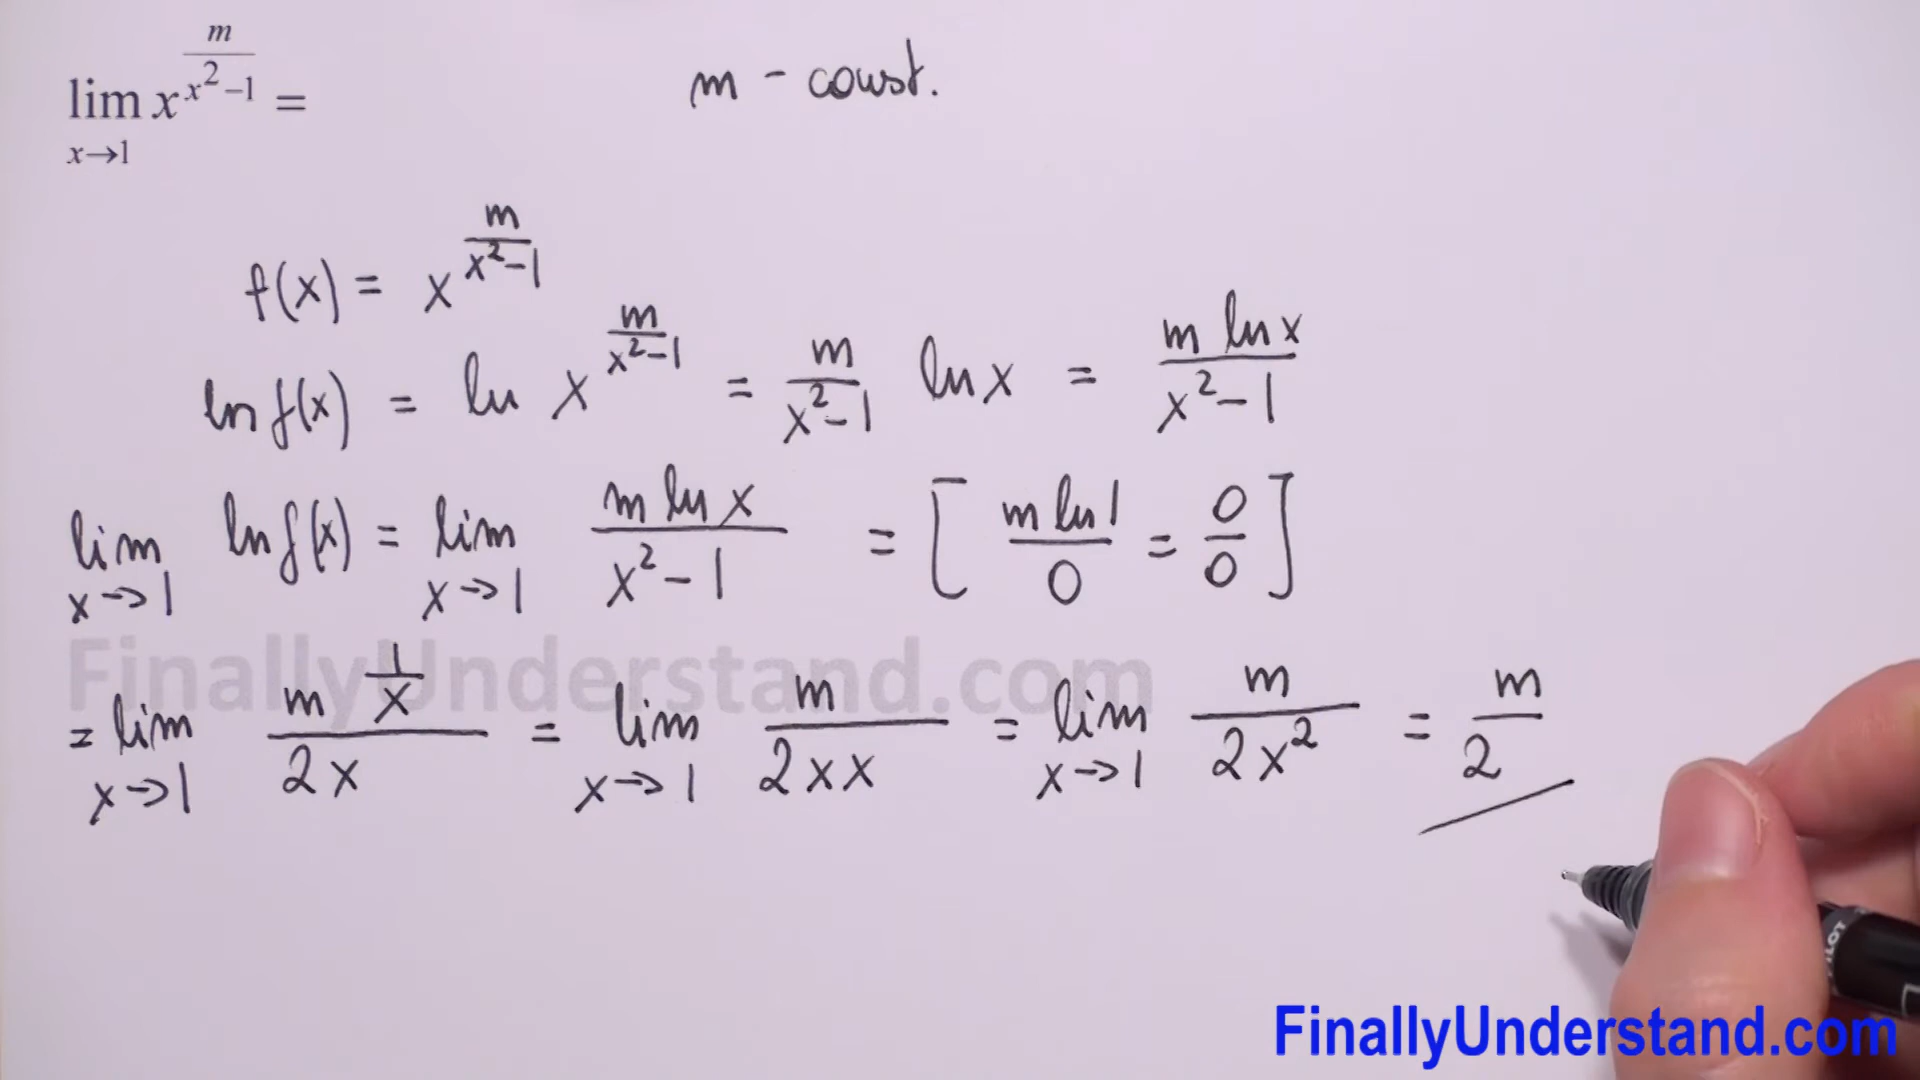 lim x→1 x^(m/(x²-1)) =
m - const.
f(x) = x^(m/(x²-1))
ln f(x) = ln x^(m/(x²-1)) = m/(x²-1) ln x = (m ln x)/(x²-1)
lim x→1 ln f(x) = lim x→1 (m ln x)/(x²-1) = [(m ln 1)/0 = 0/0]
FinallyUnderstand.com
= lim x→1 (m 1/x)/(2x) = lim x→1 m/(2xx) = lim x→1 m/(2x²) = m/2
PILOT
FinallyUnderstand.com